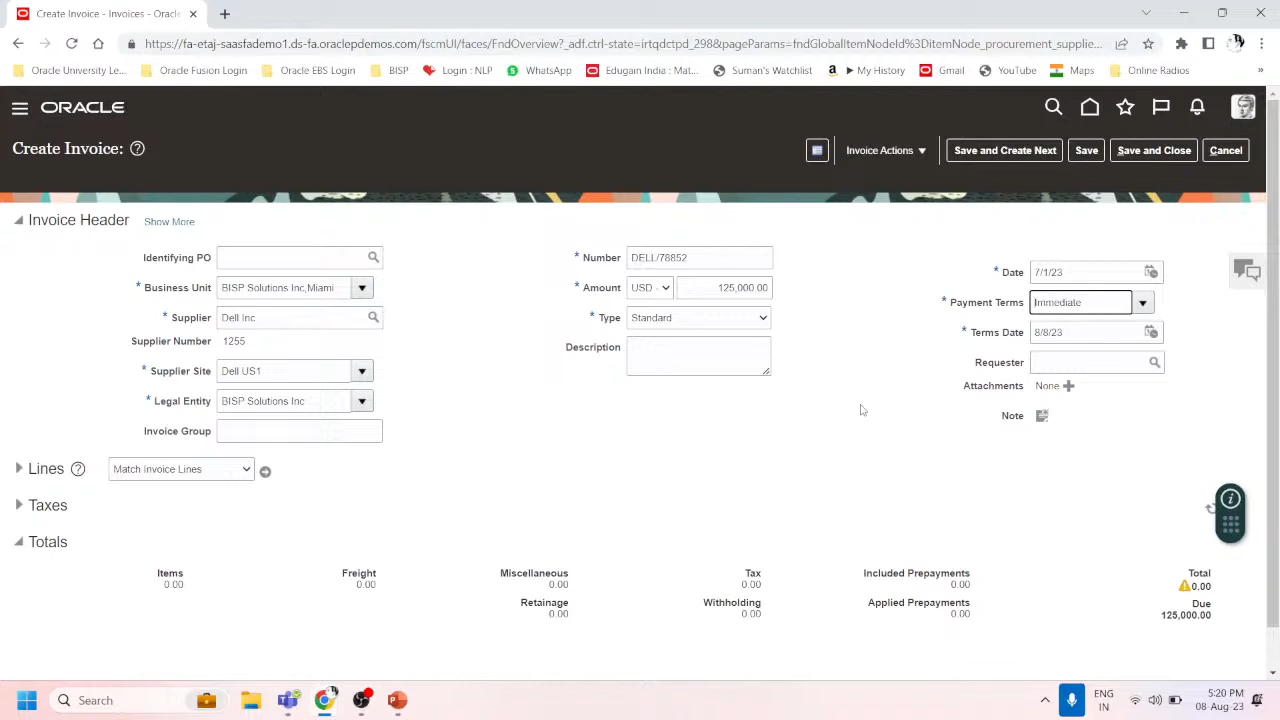 Create Invoice - Invoices - Oracle
https://fa-etaj-saasfademo1.ds-fa.oraclepdemos.com/fscmUI/faces/FndOverview?_adf.ctrl-state=irtqdctpd_298&pageParams=fndGlobalItemNodeId%3DitemNode_procurement_supplie...
Oracle University Le... Oracle Fusion Login Oracle EBS Login BISP Login : NLP WhatsApp Edugain India : Mat... Suman's Watchlist ► My History Gmail YouTube Maps Online Radios »
ORACLE
Create Invoice: ?
Invoice Actions Save and Create Next Save Save and Close Cancel
Invoice Header Show More
Identifying PO
* Business Unit BISP Solutions Inc,Miami
* Supplier Dell Inc
Supplier Number 1255
* Supplier Site Dell US1
* Legal Entity BISP Solutions Inc
Invoice Group
* Number DELL/78852
* Amount USD 125,000.00
* Type Standard
Description
* Date 7/1/23
* Payment Terms Immediate
* Terms Date 8/8/23
Requester
Attachments None
Note
Lines ? Match Invoice Lines
Taxes
Totals
Items Freight Miscellaneous Tax Included Prepayments Total
0.00 0.00 0.00 0.00 0.00 0.00
Retainage Withholding Applied Prepayments Due
0.00 0.00 0.00 125,000.00
Search
ENG
IN
5:20 PM
08-Aug-23